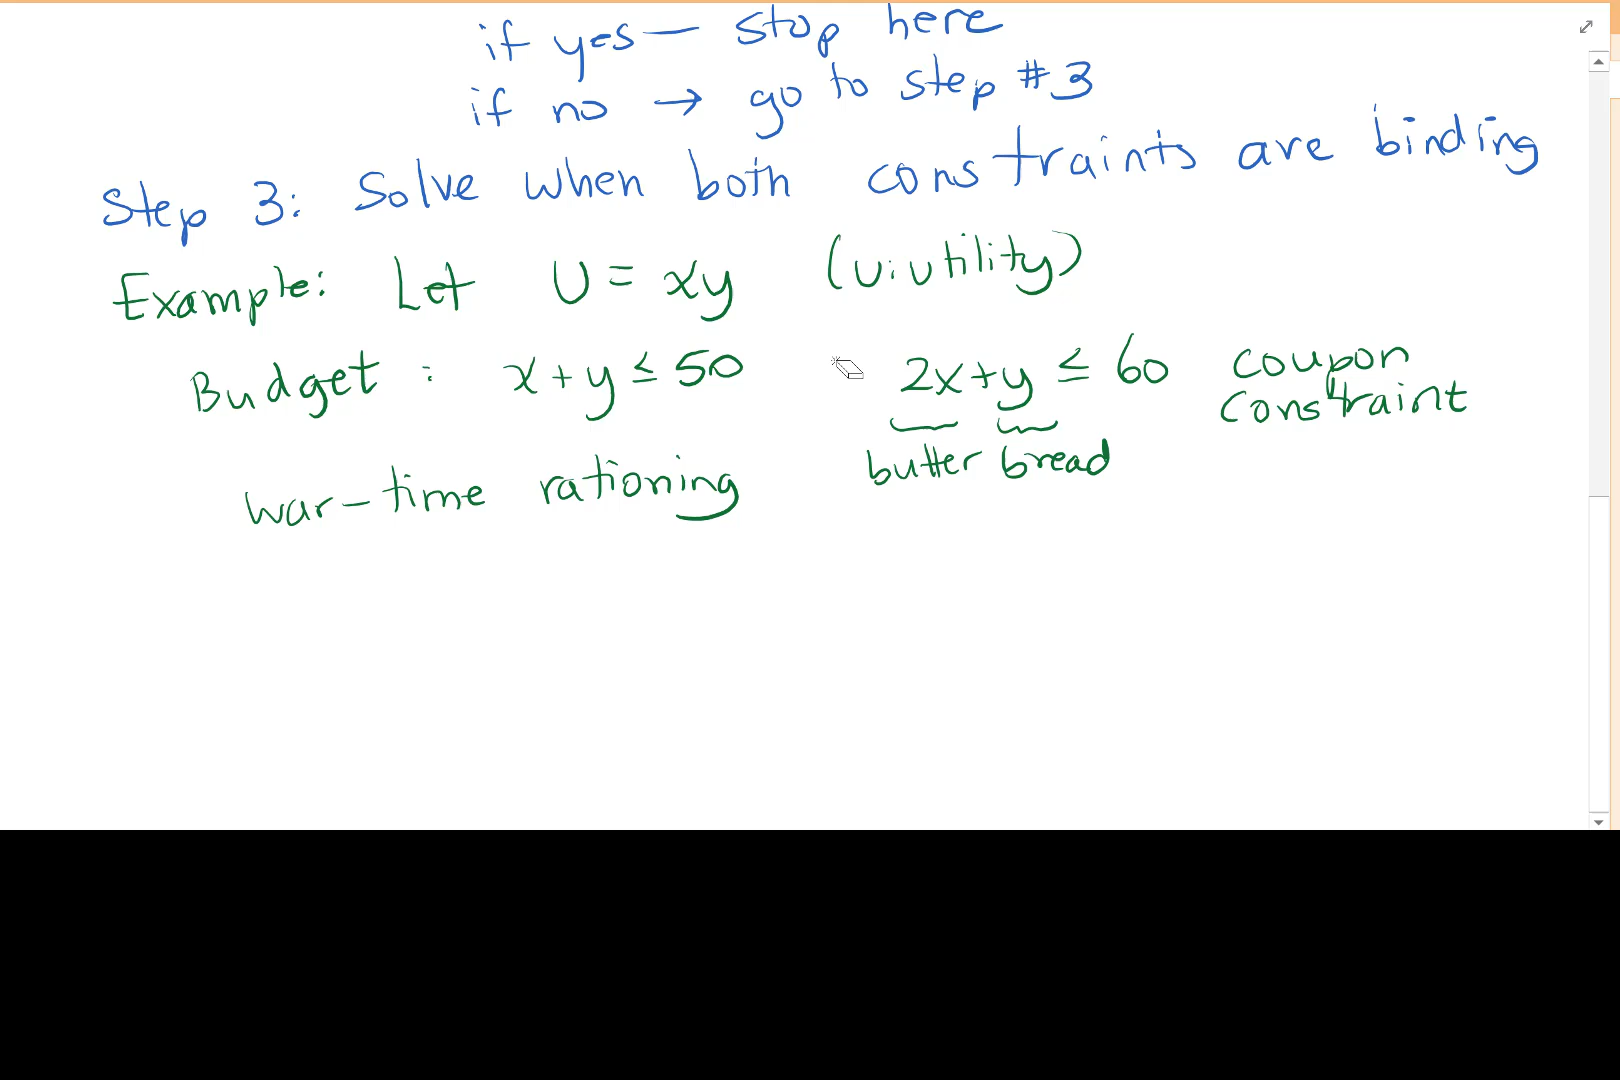 if yes — stop here
if no → go to step #3
Step 3: Solve when both constraints are binding
Example: Let U = xy (U: utility)
Budget : x + y ≤ 50 2x + y ≤ 60 coupon constraint
butter bread
war-time rationing